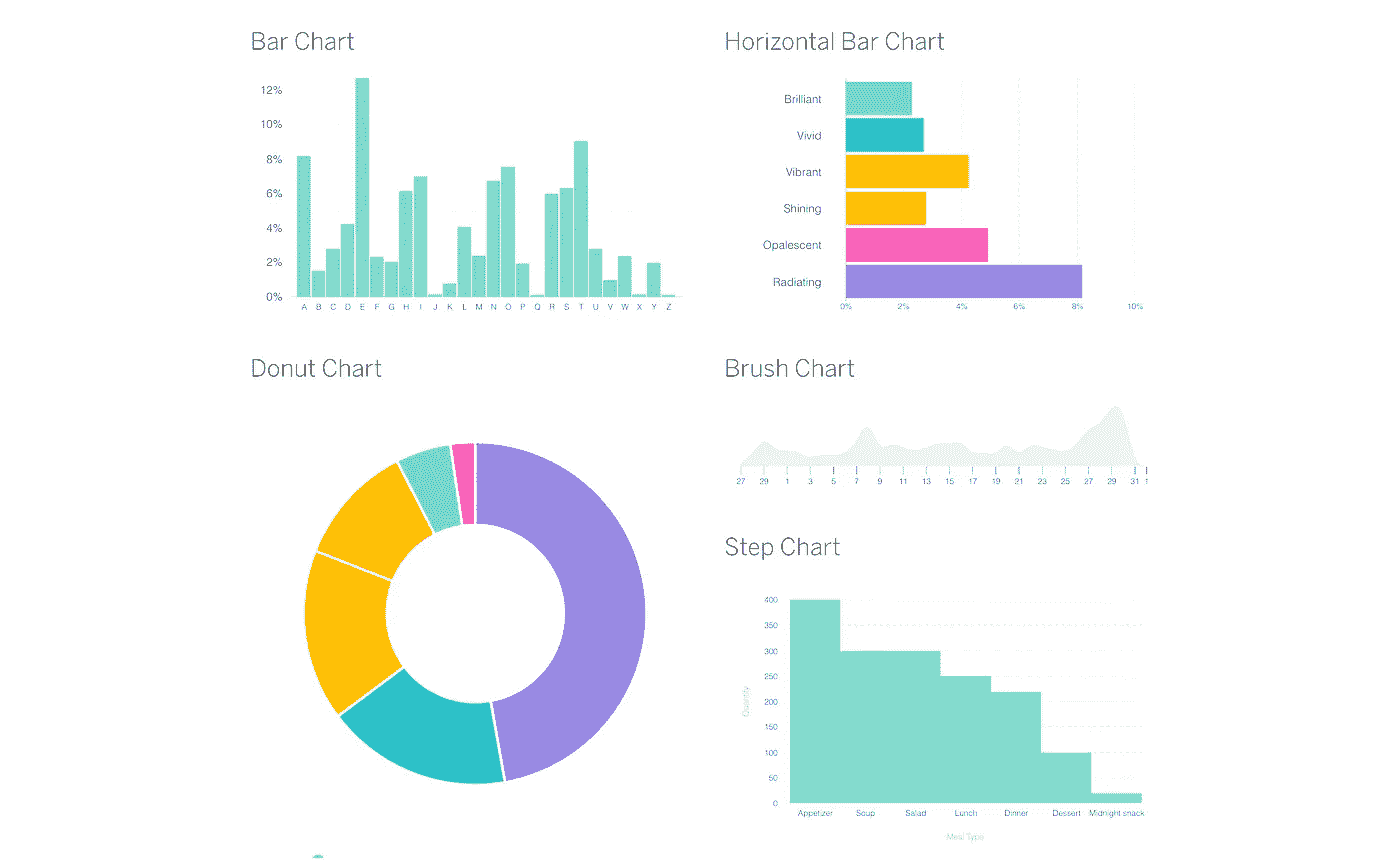 Bar Chart
12%
10%
8%
6%
4%
2%
0%
A B C D E F G H I J K L M N O P Q R S T U V W X Y Z
Horizontal Bar Chart
Brilliant
Vivid
Vibrant
Shining
Opalescent
Radiating
0% 2% 4% 6% 8% 10%
Donut Chart
Brush Chart
27 29 1 3 5 7 9 11 13 15 17 19 21 23 25 27 29 31 1
Step Chart
400
350
300
250
200
150
100
50
0
Quantity
Appetizer Soup Salad Lunch Dinner Dessert Midnight snack
Meal Type